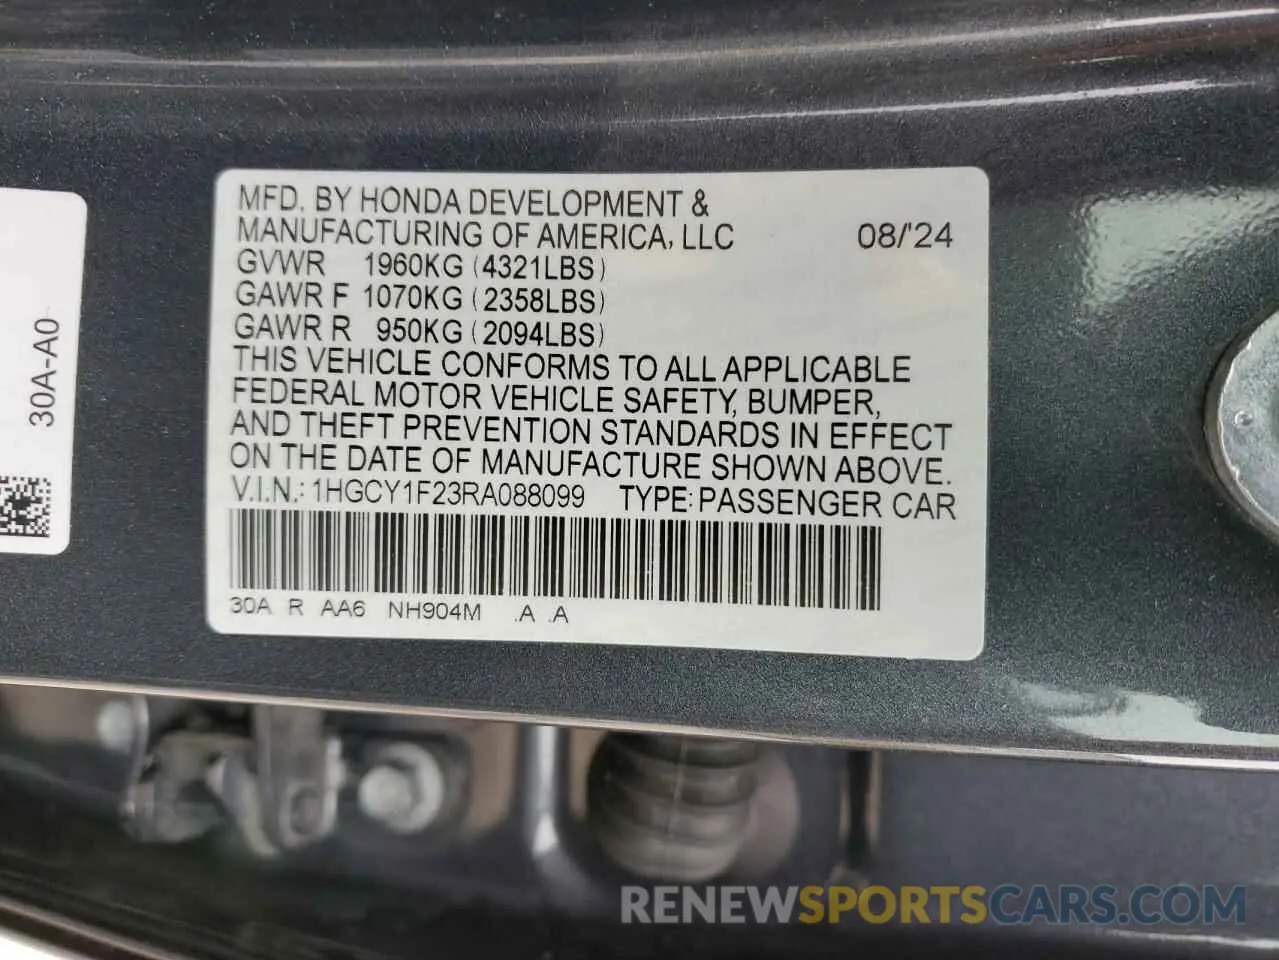 MFD. BY HONDA DEVELOPMENT &
MANUFACTURING OF AMERICA, LLC 08/'24
GVWR 1960KG (4321LBS)
GAWR F 1070KG (2358LBS)
GAWR R 950KG (2094LBS)
THIS VEHICLE CONFORMS TO ALL APPLICABLE
FEDERAL MOTOR VEHICLE SAFETY, BUMPER,
AND THEFT PREVENTION STANDARDS IN EFFECT
ON THE DATE OF MANUFACTURE SHOWN ABOVE.
V.I.N.: 1HGCY1F23RA088099 TYPE: PASSENGER CAR
30A R AA6 NH904M .A .A
30A-A0
RENEWSPORTSCARS.COM